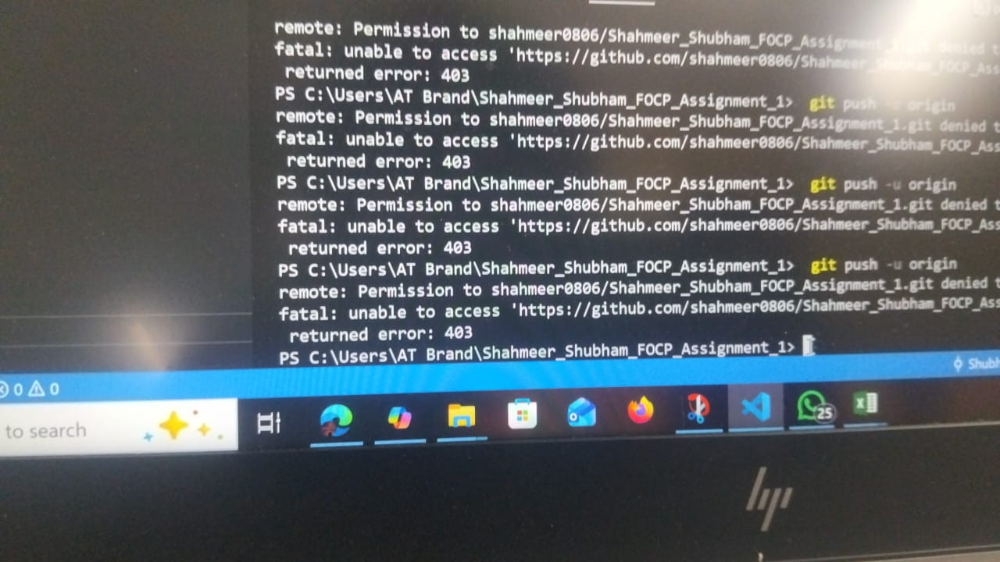 remote: Permission to shahmeer0806/Shahmeer_Shubham_FOCP_Assignment_1.git denied t
fatal: unable to access 'https://github.com/shahmeer0806/Shahmeer_Shubham_FOCP_Ass
returned error: 403
PS C:\Users\AT Brand\Shahmeer_Shubham_FOCP_Assignment_1> git push -u origin
remote: Permission to shahmeer0806/Shahmeer_Shubham_FOCP_Assignment_1.git denied t
fatal: unable to access 'https://github.com/shahmeer0806/Shahmeer_Shubham_FOCP_Ass
returned error: 403
PS C:\Users\AT Brand\Shahmeer_Shubham_FOCP_Assignment_1> git push -u origin
remote: Permission to shahmeer0806/Shahmeer_Shubham_FOCP_Assignment_1.git denied t
fatal: unable to access 'https://github.com/shahmeer0806/Shahmeer_Shubham_FOCP_Ass
returned error: 403
PS C:\Users\AT Brand\Shahmeer_Shubham_FOCP_Assignment_1> git push -u origin
remote: Permission to shahmeer0806/Shahmeer_Shubham_FOCP_Assignment_1.git denied t
fatal: unable to access 'https://github.com/shahmeer0806/Shahmeer_Shubham_FOCP_Ass
returned error: 403
PS C:\Users\AT Brand\Shahmeer_Shubham_FOCP_Assignment_1>
0 0 Shubh
to search
25
hp